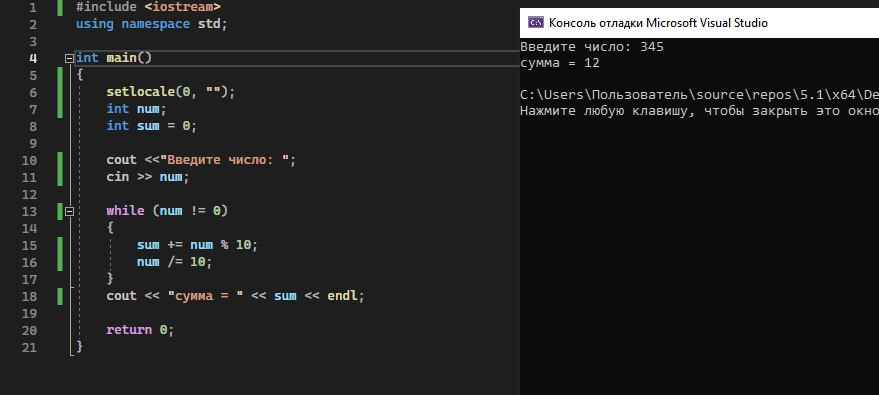 1 #include <iostream>
2 using namespace std;
3
4 int main()
5 {
6 setlocale(0, "");
7 int num;
8 int sum = 0;
9
10 cout <<"Введите число: ";
11 cin >> num;
12
13 while (num != 0)
14 {
15 sum += num % 10;
16 num /= 10;
17 }
18 cout << "сумма = " << sum << endl;
19
20 return 0;
21 }
Консоль отладки Microsoft Visual Studio
Введите число: 345
сумма = 12
C:\Users\Пользователь\source\repos\5.1\x64\De
Нажмите любую клавишу, чтобы закрыть это окно